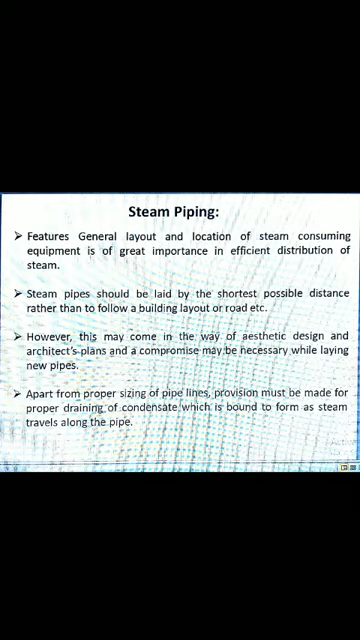 Steam Piping:
➢ Features General layout and location of steam consuming
equipment is of great importance in efficient distribution of
steam.
➢ Steam pipes should be laid by the shortest possible distance
rather than to follow a building layout or road etc.
➢ However, this may come in the way of aesthetic design and
architect's plans and a compromise may be necessary while laying
new pipes.
➢ Apart from proper sizing of pipe lines, provision must be made for
proper draining of condensate which is bound to form as steam
travels along the pipe.